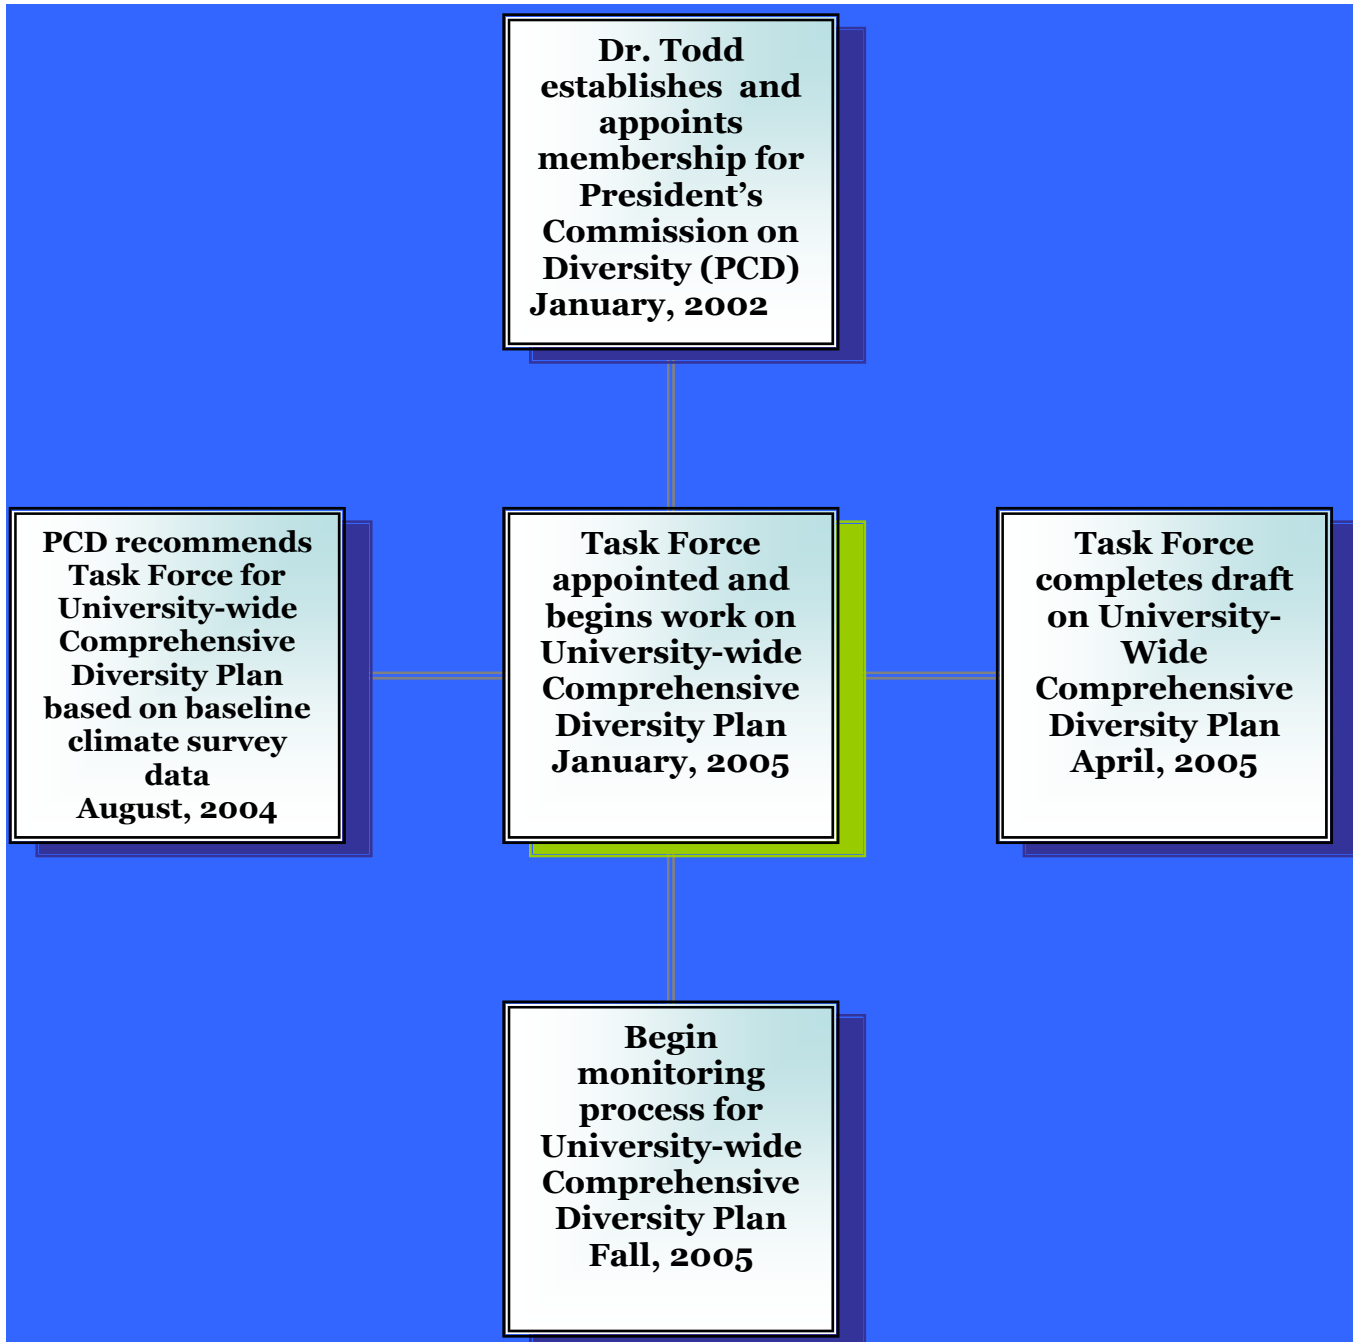 Dr. Todd
establishes  and
appoints
membership for
President’s
Commission on
Diversity (PCD)
January, 2002
PCD recommends
Task Force for
University-wide
Comprehensive
Diversity Plan
based on baseline
climate survey
data
August, 2004
Task Force
appointed and
begins work on
University-wide
Comprehensive
Diversity Plan
January, 2005
Task Force
completes draft
on University-
Wide
Comprehensive
Diversity Plan
April, 2005
Begin
monitoring
process for
University-wide
Comprehensive
Diversity Plan
Fall, 2005